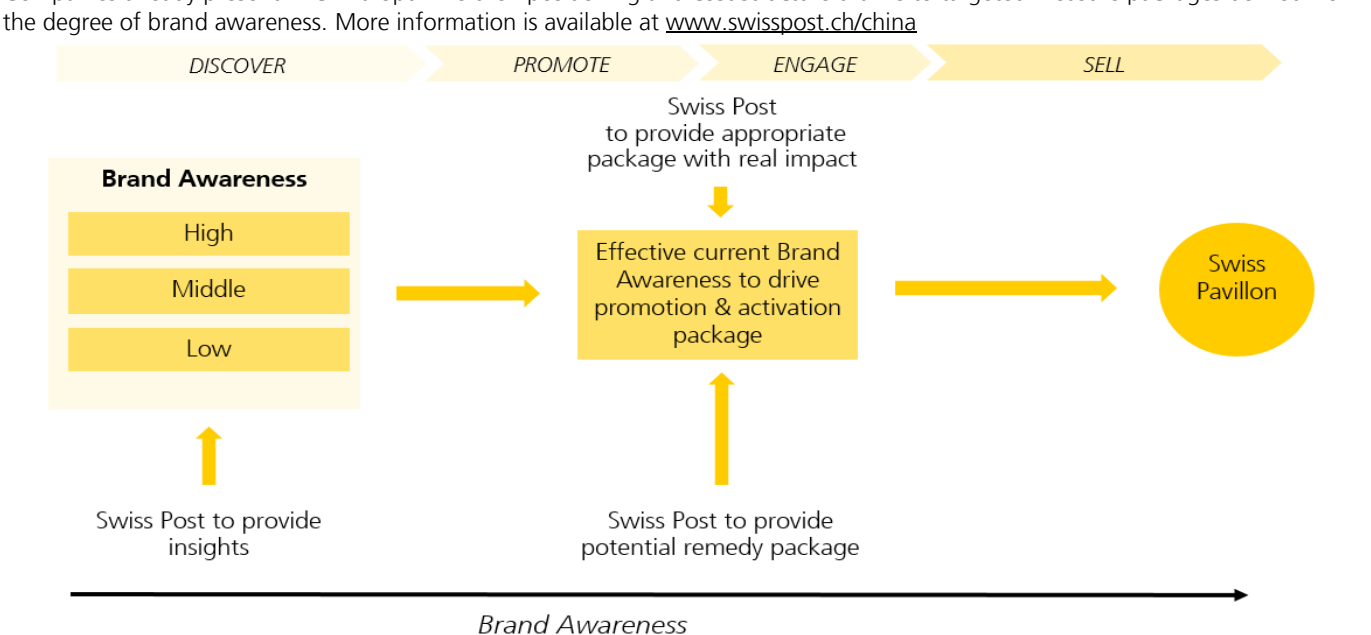 the degree of brand awareness. More information is available at www.swisspost.ch/china
DISCOVER
PROMOTE
ENGAGE
SELL
Swiss Post
to provide appropriate
package with real impact
Brand Awareness
High
Middle
Low
Effective current Brand
Awareness to drive
promotion & activation
package
Swiss
Pavillon
Swiss Post to provide
insights
Swiss Post to provide
potential remedy package
Brand Awareness